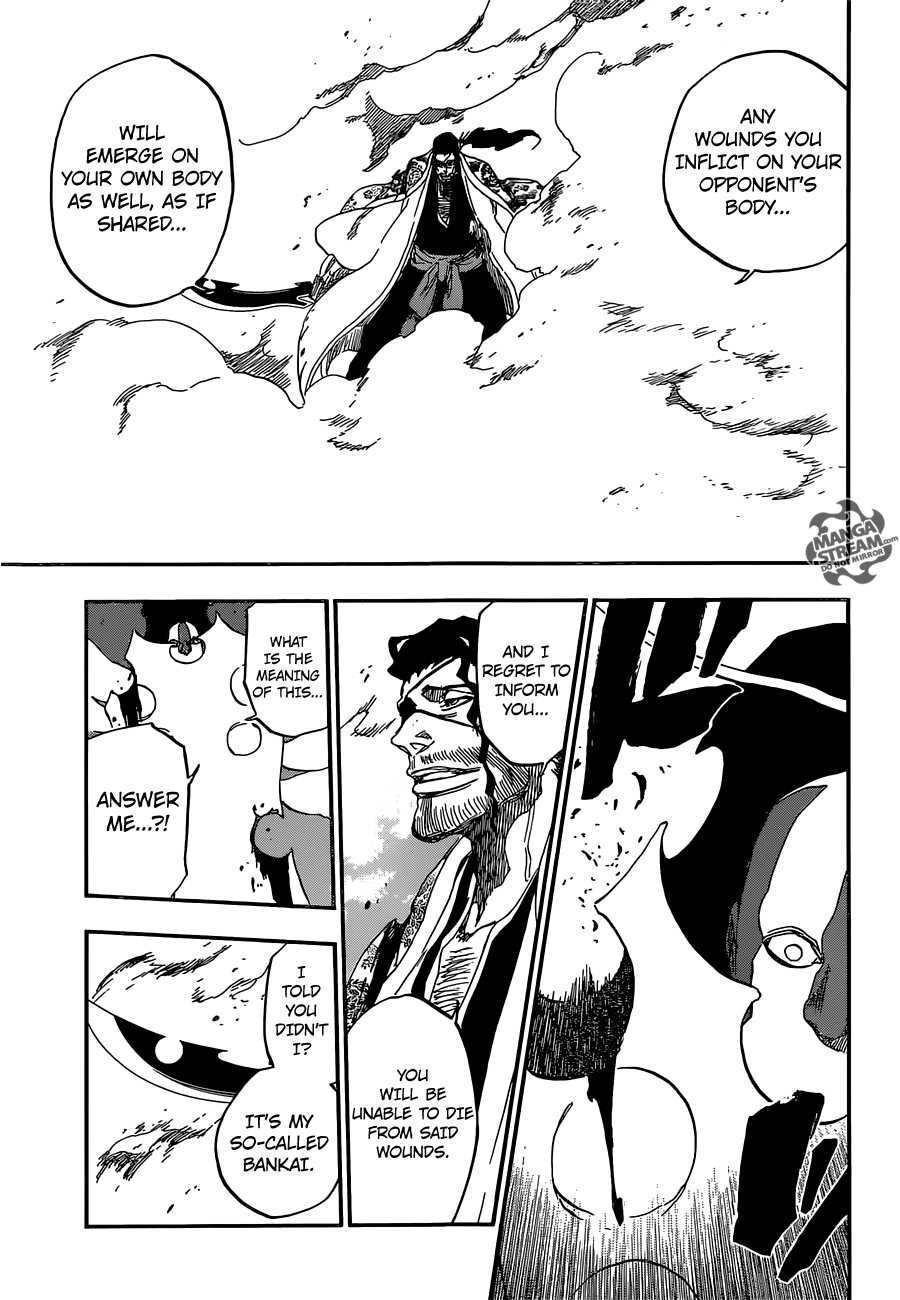 ANY
WOUNDS YOU
INFLICT ON YOUR
OPPONENT'S
BODY...
WILL
EMERGE ON
YOUR OWN BODY
AS WELL, AS IF
SHARED...
MANGA
STREAM.com
DO NOT MIRROR
AND I
REGRET TO
INFORM
YOU...
YOU
WILL BE
UNABLE TO DIE
FROM SAID
WOUNDS.
WHAT
IS THE
MEANING
OF THIS...
ANSWER
ME...?!
I
TOLD
YOU
DIDN'T
I?
IT'S MY
SO-CALLED
BANKAI.